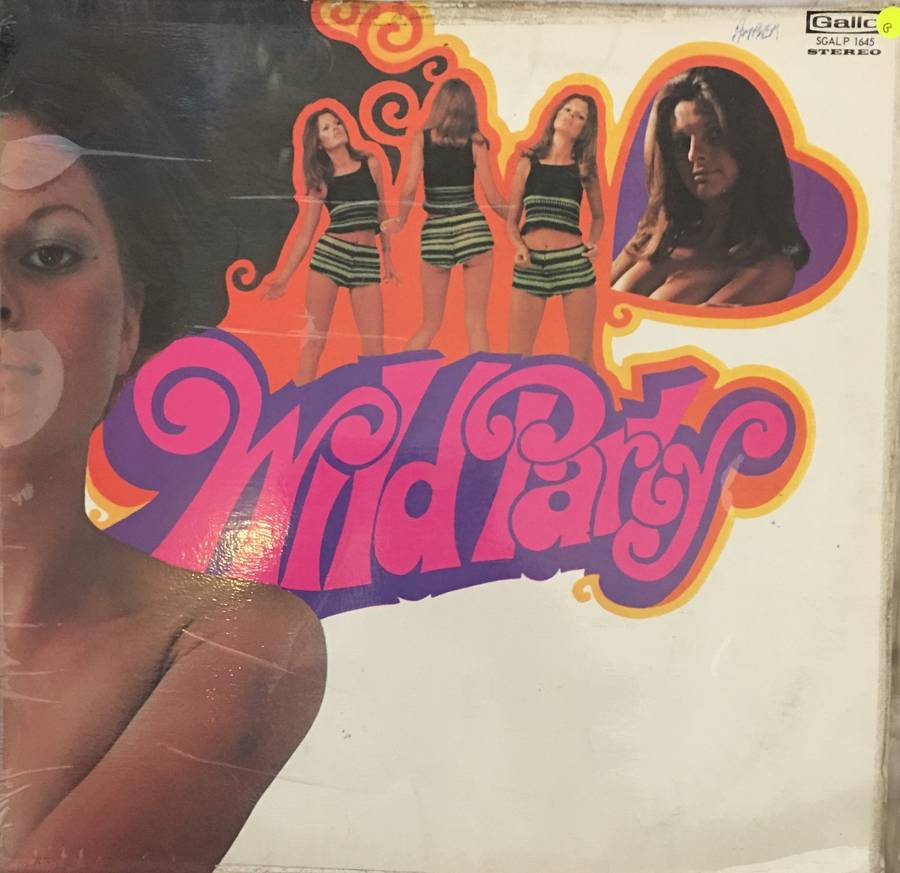 Gallo
G
SGALP 1645
STEREO
Wild Party